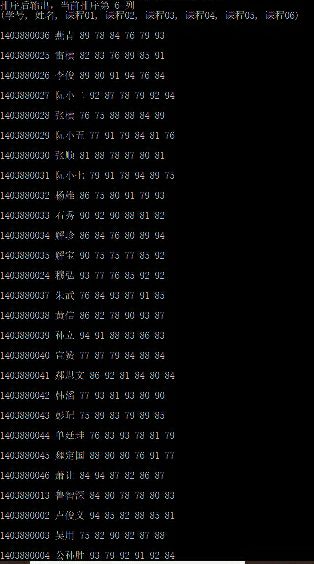 排序后输出，当前排序第 6 列
(学号, 姓名, 课程01, 课程02, 课程03, 课程04, 课程05, 课程06)
1403880036 燕青 89 78 84 76 79 93
1403880025 雷横 82 83 76 89 85 91
1403880026 李俊 89 80 91 94 76 84
1403880027 阮小二 92 87 78 79 92 94
1403880028 张横 76 75 88 88 84 89
1403880029 阮小五 77 91 79 84 81 76
1403880030 张顺 81 88 78 87 80 81
1403880031 阮小七 79 91 78 94 89 75
1403880032 杨雄 86 75 80 91 79 93
1403880033 石秀 90 92 90 88 81 82
1403880034 解珍 86 84 76 80 89 94
1403880035 解宝 90 75 75 77 85 92
1403880024 穆弘 93 77 76 85 92 92
1403880037 朱武 76 84 93 87 91 85
1403880038 黄信 86 82 78 90 93 87
1403880039 孙立 94 91 88 83 86 83
1403880040 宣赞 77 87 79 84 88 84
1403880041 郝思文 86 92 81 84 80 84
1403880042 韩滔 77 93 81 93 80 90
1403880043 彭玘 75 89 83 79 89 85
1403880044 单廷珪 76 83 93 78 81 79
1403880045 魏定国 88 80 80 76 91 77
1403880046 萧让 84 94 87 82 86 87
1403880013 鲁智深 84 80 78 78 80 83
1403880002 卢俊义 94 85 82 88 85 81
1403880003 吴用 75 82 90 82 87 88
1403880004 公孙胜 93 79 92 91 92 84